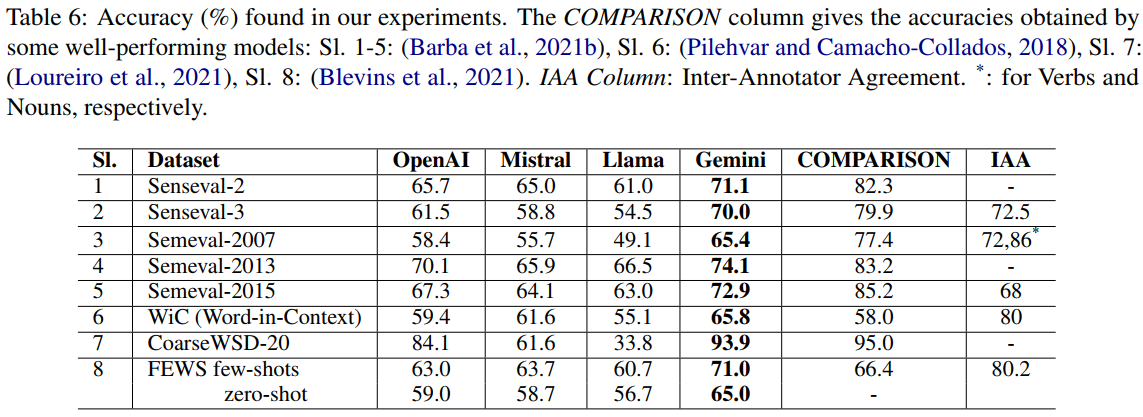 Table 6: Accuracy (%) found in our experiments. The COMPARISON column gives the accuracies obtained by
some well-performing models: Sl. 1-5: (Barba et al., 2021b), Sl. 6: (Pilehvar and Camacho-Collados, 2018), Sl. 7:
(Loureiro et al., 2021), Sl. 8: (Blevins et al., 2021). IAA Column: Inter-Annotator Agreement. *: for Verbs and
Nouns, respectively.
Sl. Dataset OpenAI Mistral Llama Gemini COMPARISON IAA
1 Senseval-2 65.7 65.0 61.0 71.1 82.3 -
2 Senseval-3 61.5 58.8 54.5 70.0 79.9 72.5
3 Semeval-2007 58.4 55.7 49.1 65.4 77.4 72,86*
4 Semeval-2013 70.1 65.9 66.5 74.1 83.2 -
5 Semeval-2015 67.3 64.1 63.0 72.9 85.2 68
6 WiC (Word-in-Context) 59.4 61.6 55.1 65.8 58.0 80
7 CoarseWSD-20 84.1 61.6 33.8 93.9 95.0 -
8 FEWS few-shots 63.0 63.7 60.7 71.0 66.4 80.2
zero-shot 59.0 58.7 56.7 65.0 -